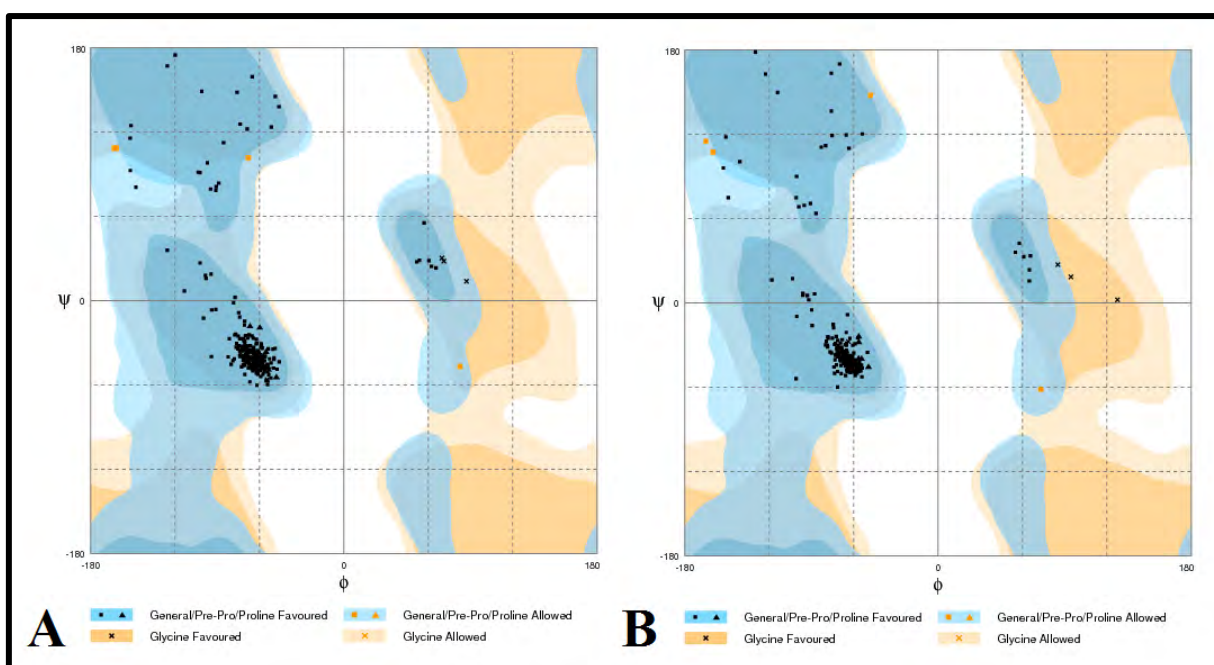 180
ψ 0
-180
-180 0 180
φ
A
General/Pre-Pro/Proline Favoured General/Pre-Pro/Proline Allowed
Glycine Favoured Glycine Allowed
180
ψ 0
-180
-180 0 180
φ
B
General/Pre-Pro/Proline Favoured General/Pre-Pro/Proline Allowed
Glycine Favoured Glycine Allowed